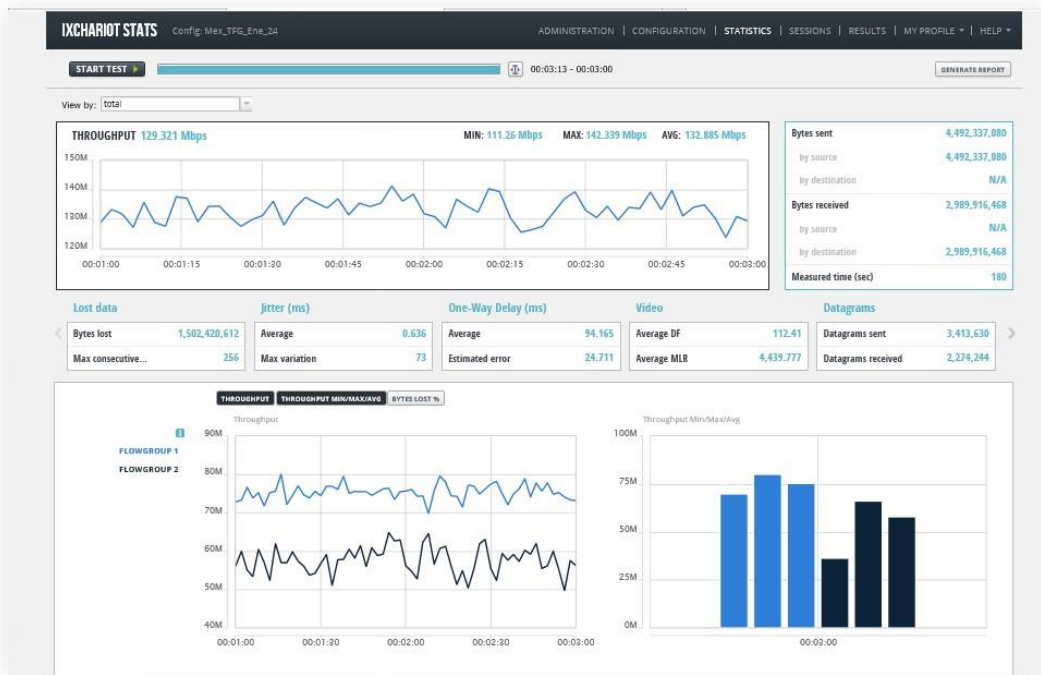 IXCHARIOT STATS Config: Mex_TFG_Ene_24 ADMINISTRATION | CONFIGURATION | STATISTICS | SESSIONS | RESULTS | MY PROFILE | HELP
START TEST 00:03:13 - 00:03:00 GENERATE REPORT
View by: total
THROUGHPUT 129.321 Mbps MIN: 111.26 Mbps MAX: 142.339 Mbps AVG: 132.885 Mbps
150M
140M
130M
120M
00:01:00 00:01:15 00:01:30 00:01:45 00:02:00 00:02:15 00:02:30 00:02:45 00:03:00
Bytes sent 4,492,337,080
by source 4,492,337,080
by destination N/A
Bytes received 2,989,916,468
by source N/A
by destination 2,989,916,468
Measured time (sec) 180
Lost data
Bytes lost 1,502,420,612
Max consecutive... 256
Jitter (ms)
Average 0.636
Max variation 73
One-Way Delay (ms)
Average 94.165
Estimated error 24.711
Video
Average DF 112.41
Average MLR 4,439.777
Datagrams
Datagrams sent 3,413,630
Datagrams received 2,274,244
THROUGHPUT THROUGHPUT MIN/MAX/AVG BYTES LOST %
FLOWGROUP 1
FLOWGROUP 2
Throughput
90M
80M
70M
60M
50M
40M
00:01:00 00:01:30 00:02:00 00:02:30 00:03:00
Throughput Min/Max/Avg
100M
75M
50M
25M
0M
00:03:00